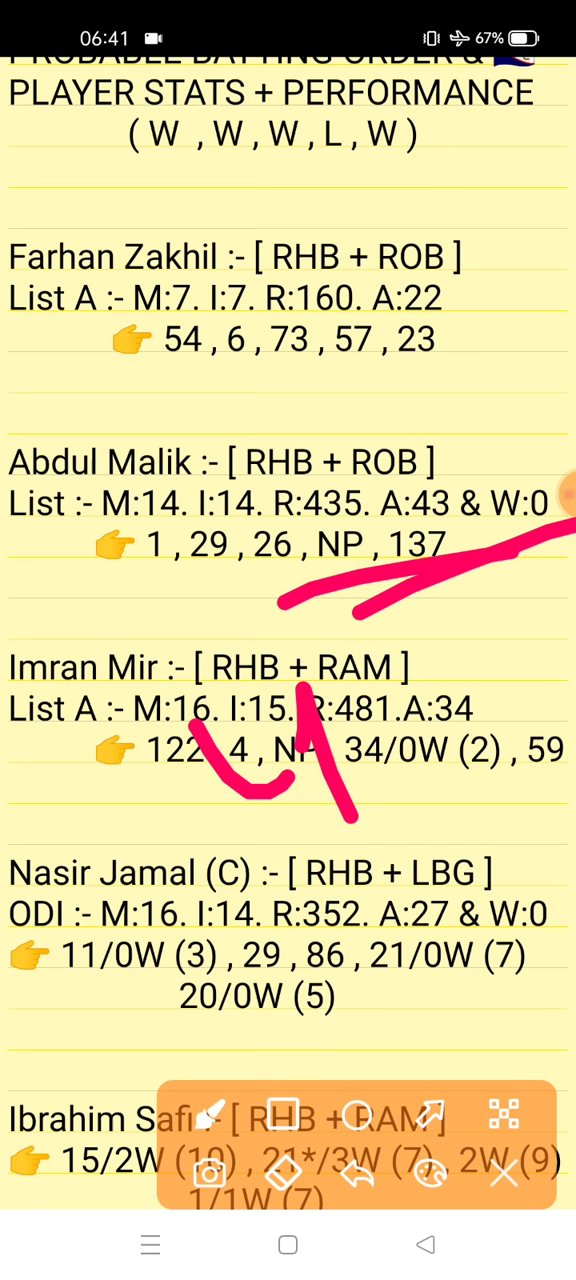 06:41
67%
PROBABLE BATTING ORDER &
PLAYER STATS + PERFORMANCE
( W , W , W , L , W )
Farhan Zakhil :- [ RHB + ROB ]
List A :- M:7. I:7. R:160. A:22
👉 54 , 6 , 73 , 57 , 23
Abdul Malik :- [ RHB + ROB ]
List :- M:14. I:14. R:435. A:43 & W:0
👉 1 , 29 , 26 , NP , 137
Imran Mir :- [ RHB + RAM ]
List A :- M:16. I:15. R:481.A:34
👉 122 , 4 , NP , 34/0W (2) , 59
Nasir Jamal (C) :- [ RHB + LBG ]
ODI :- M:16. I:14. R:352. A:27 & W:0
👉 11/0W (3) , 29 , 86 , 21/0W (7)
20/0W (5)
Ibrahim Safi :- [ RHB + RAM ]
👉 15/2W (10) , 21*/3W (7) , 2W (9)
1/1W (7)